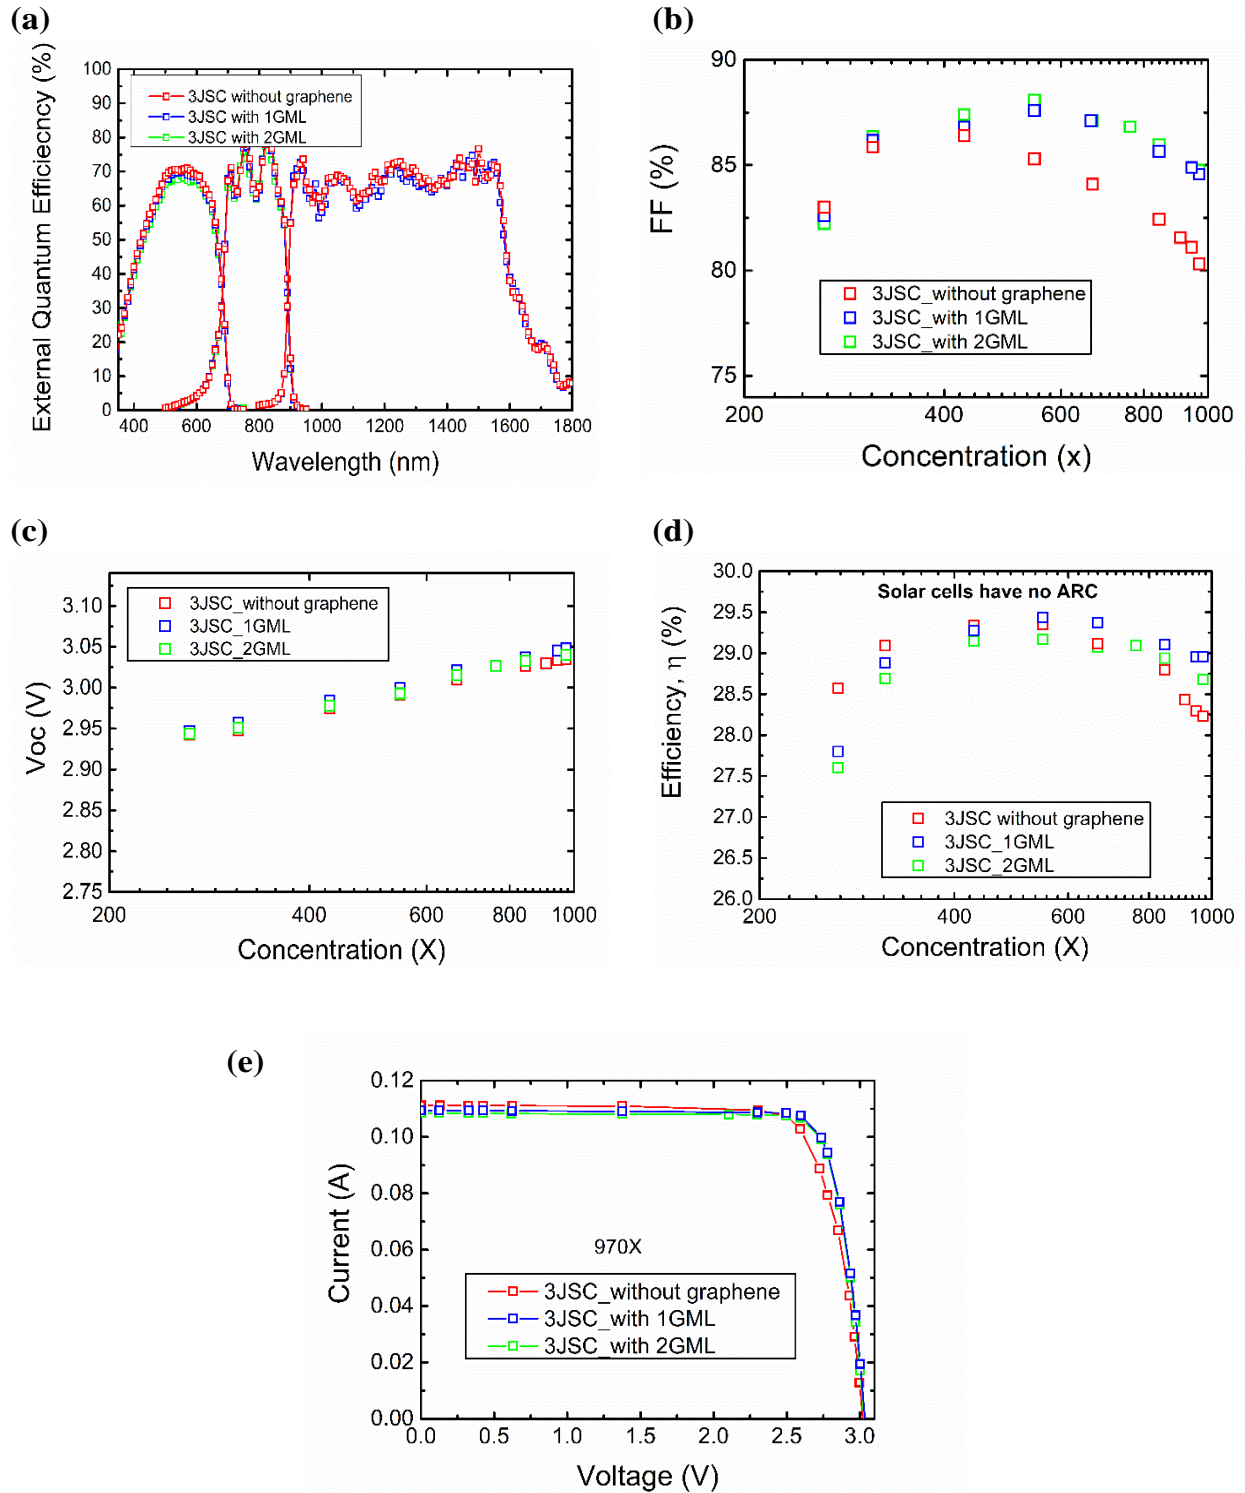 (a)
External Quantum Efficiecncy (%)
100
90
80
70
60
50
40
30
20
10
0
3JSC without graphene
3JSC with 1GML
3JSC with 2GML
400 600 800 1000 1200 1400 1600 1800
Wavelength (nm)
(b)
FF (%)
90
85
80
75
3JSC_without graphene
3JSC_with 1GML
3JSC_with 2GML
200 400 600 800 1000
Concentration (x)
(c)
Voc (V)
3.10
3.05
3.00
2.95
2.90
2.85
2.80
2.75
3JSC_without graphene
3JSC_1GML
3JSC_2GML
200 400 600 800 1000
Concentration (X)
(d)
Efficiency, η (%)
30.0
29.5
29.0
28.5
28.0
27.5
27.0
26.5
26.0
Solar cells have no ARC
3JSC without graphene
3JSC_1GML
3JSC_2GML
200 400 600 800 1000
Concentration (X)
(e)
Current (A)
0.12
0.10
0.08
0.06
0.04
0.02
0.00
970X
3JSC_without graphene
3JSC_with 1GML
3JSC_with 2GML
0.0 0.5 1.0 1.5 2.0 2.5 3.0
Voltage (V)